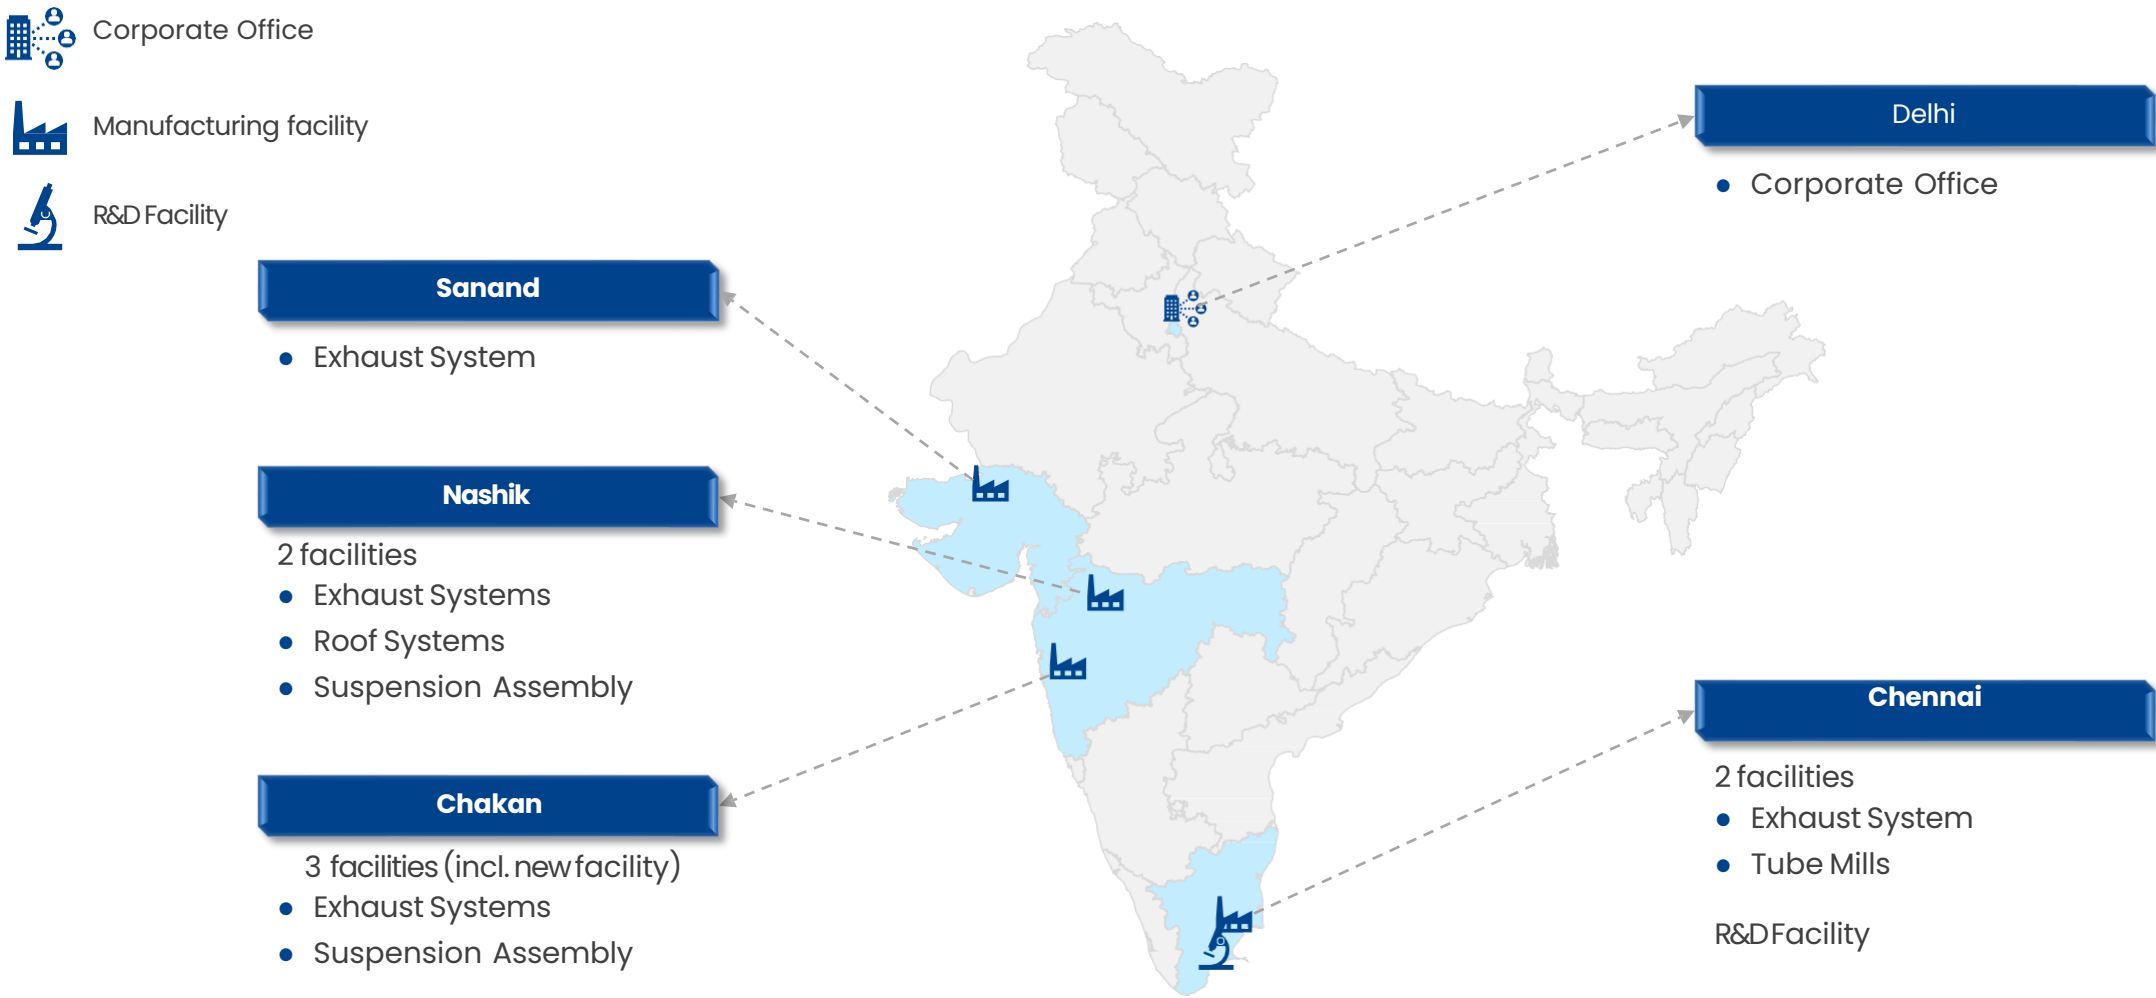 Corporate Office
Manufacturing facility
R&D Facility
Sanand
Exhaust System
Nashik
2 facilities
Exhaust Systems
Roof Systems
Suspension Assembly
Chakan
3 facilities (incl. new facility)
Exhaust Systems
Suspension Assembly
Delhi
Corporate Office
Chennai
2 facilities
Exhaust System
Tube Mills
R&D Facility